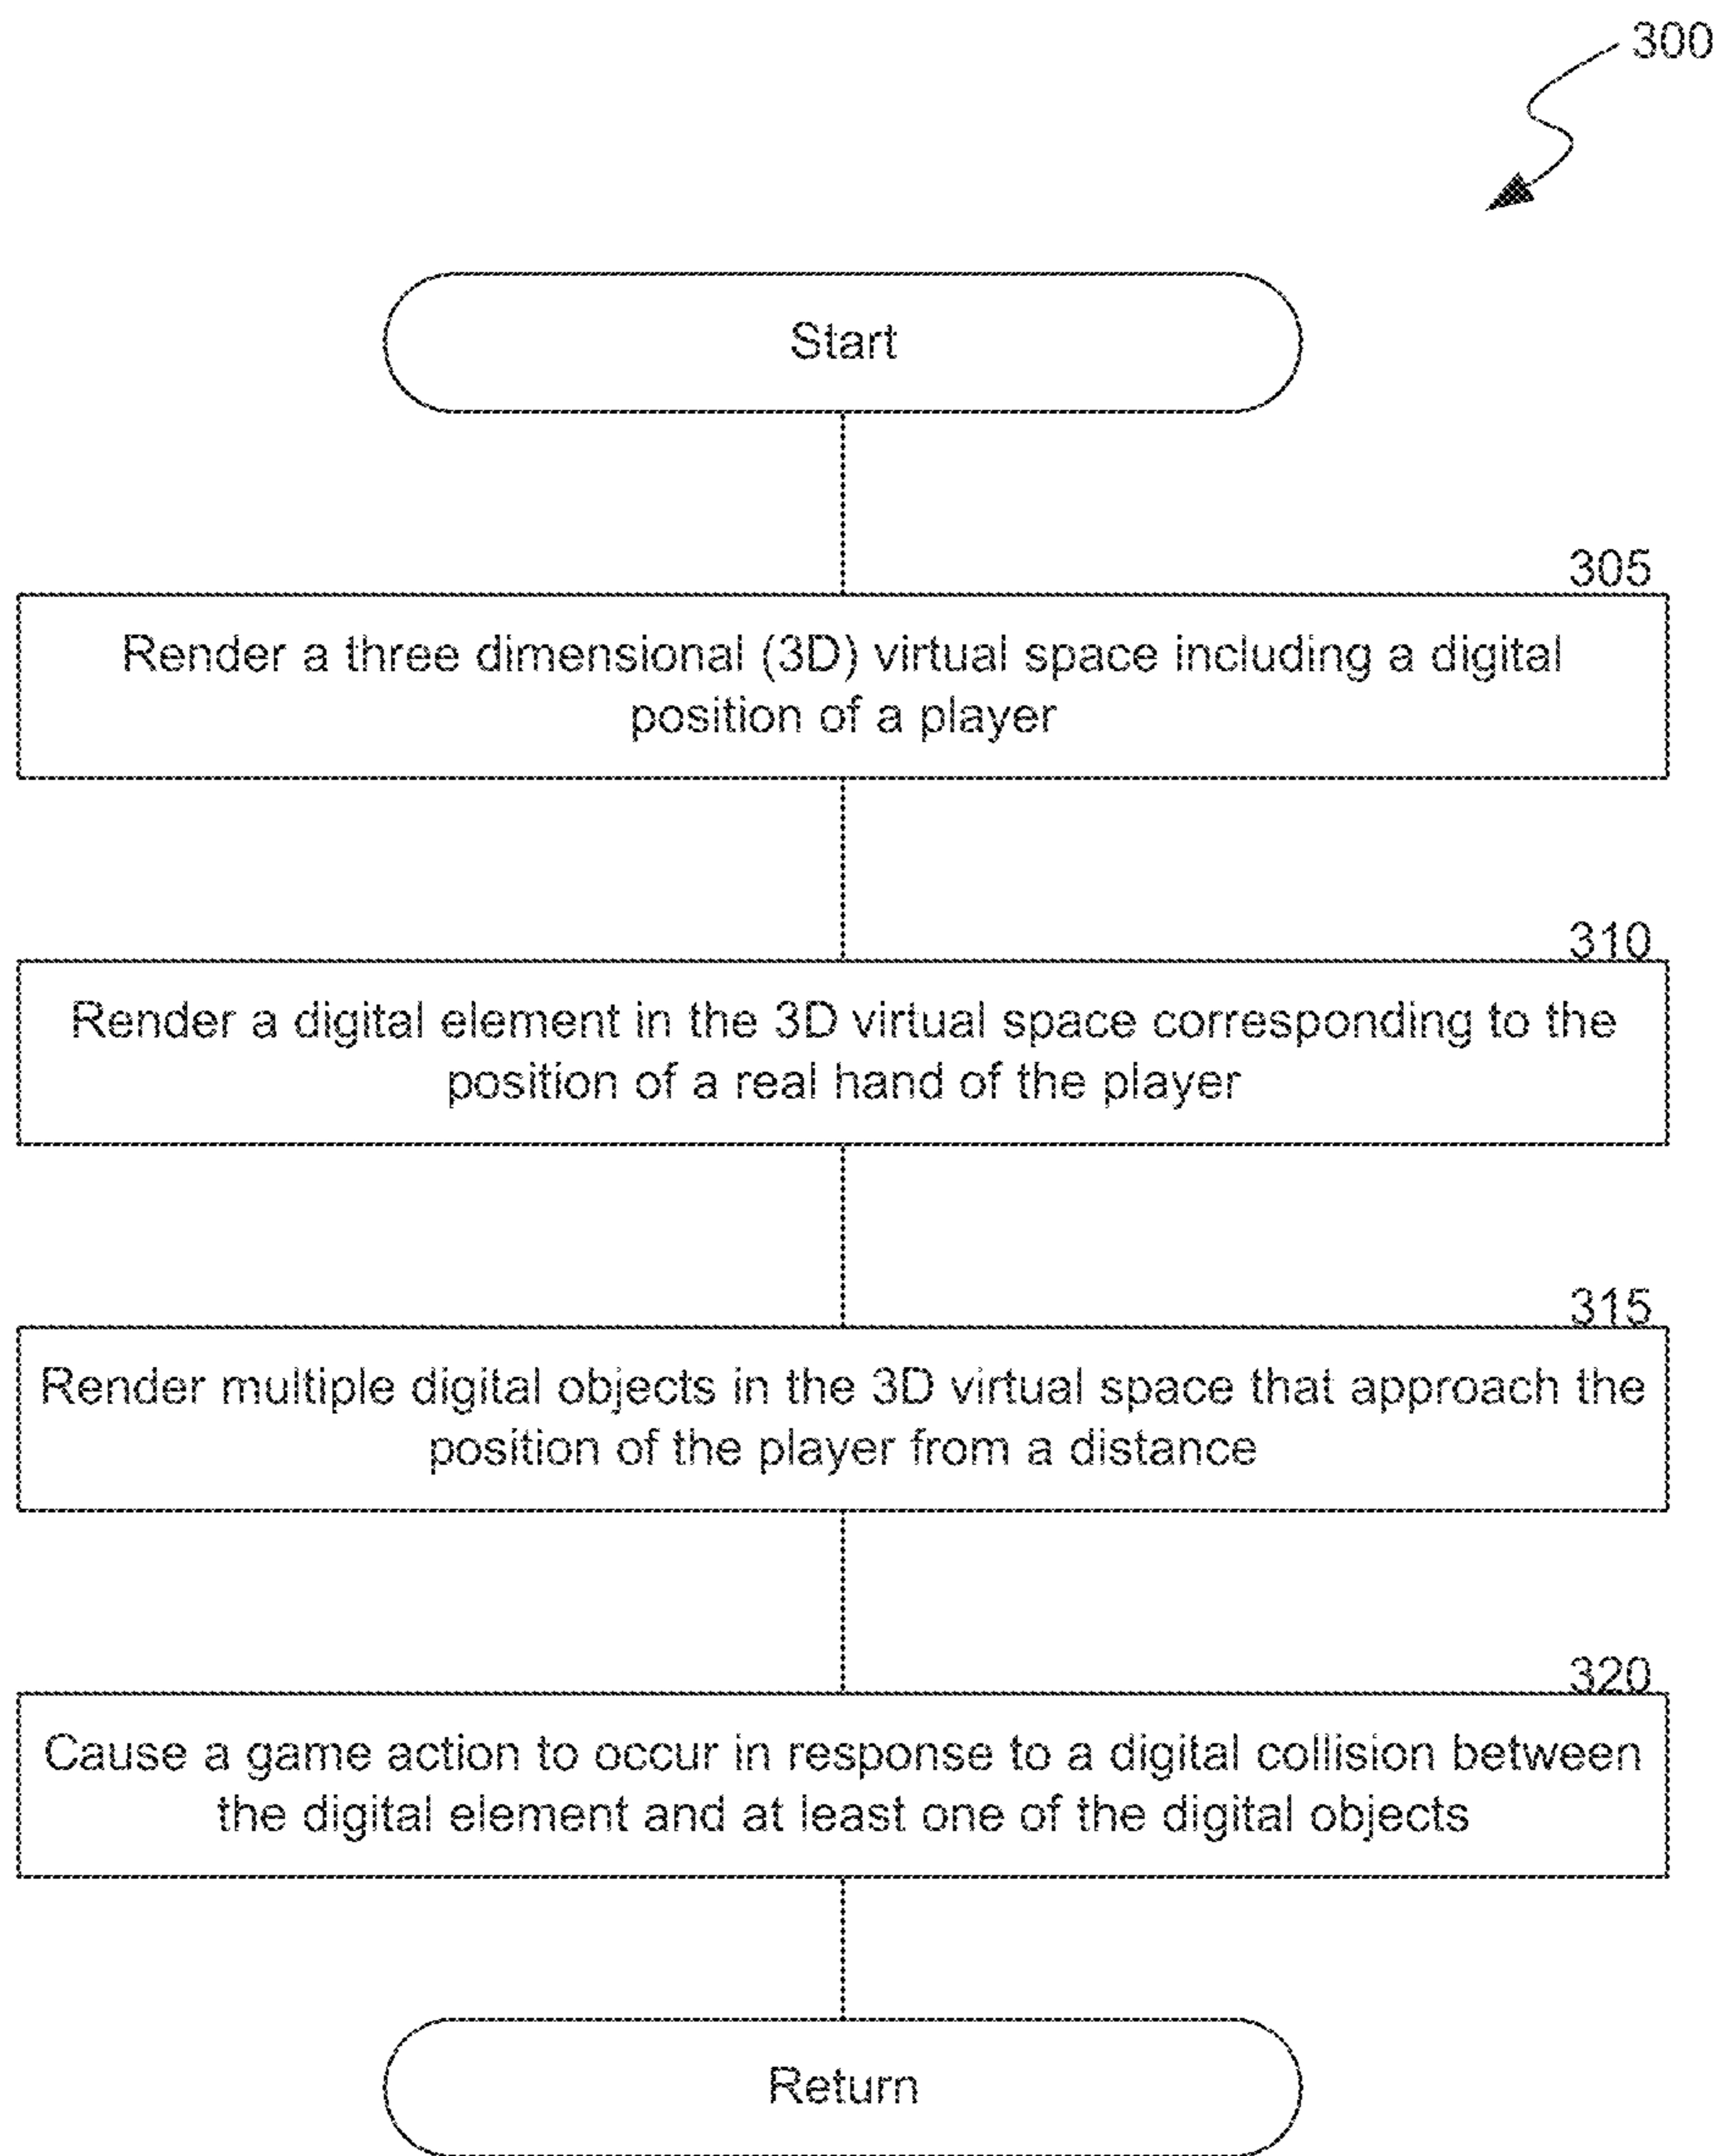 300
Start
305
Render a three dimensional (3D) virtual space including a digital
position of a player
310
Render a digital element in the 3D virtual space corresponding to the
position of a real hand of the player
315
Render multiple digital objects in the 3D virtual space that approach the
position of the player from a distance
320
Cause a game action to occur in response to a digital collision between
the digital element and at least one of the digital objects
Return